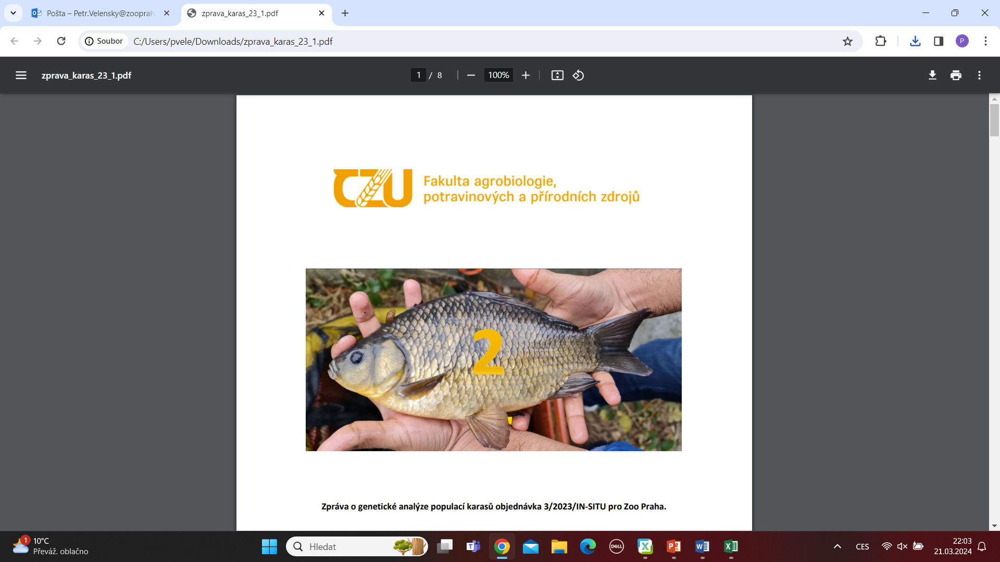 Pošta – Petr.Velensky@zooprah
zprava_karas_23_1.pdf
Soubor
C:/Users/pvele/Downloads/zprava_karas_23_1.pdf
P
zprava_karas_23_1.pdf
1 / 8
100%
ČZU
Fakulta agrobiologie,
potravinových a přírodních zdrojů
2
Zpráva o genetické analýze populací karasů objednávka 3/2023/IN-SITU pro Zoo Praha.
1
10°C
Převáž. oblačno
Hledat
DELL
CES
22:03
21.03.2024